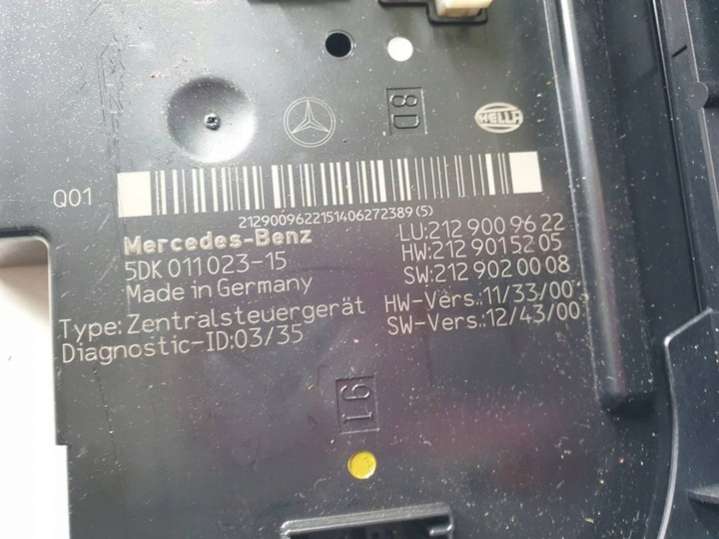 8D
HELLA
Q01
2129009622151406272389 (5)
Mercedes-Benz
LU:212 900 96 22
5DK 011 023-15
HW:212 901 52 05
Made in Germany
SW:212 902 00 08
Type: Zentralsteuergerät
HW-Vers.:11/33/00
Diagnostic-ID:03/35
SW-Vers.:12/43/00